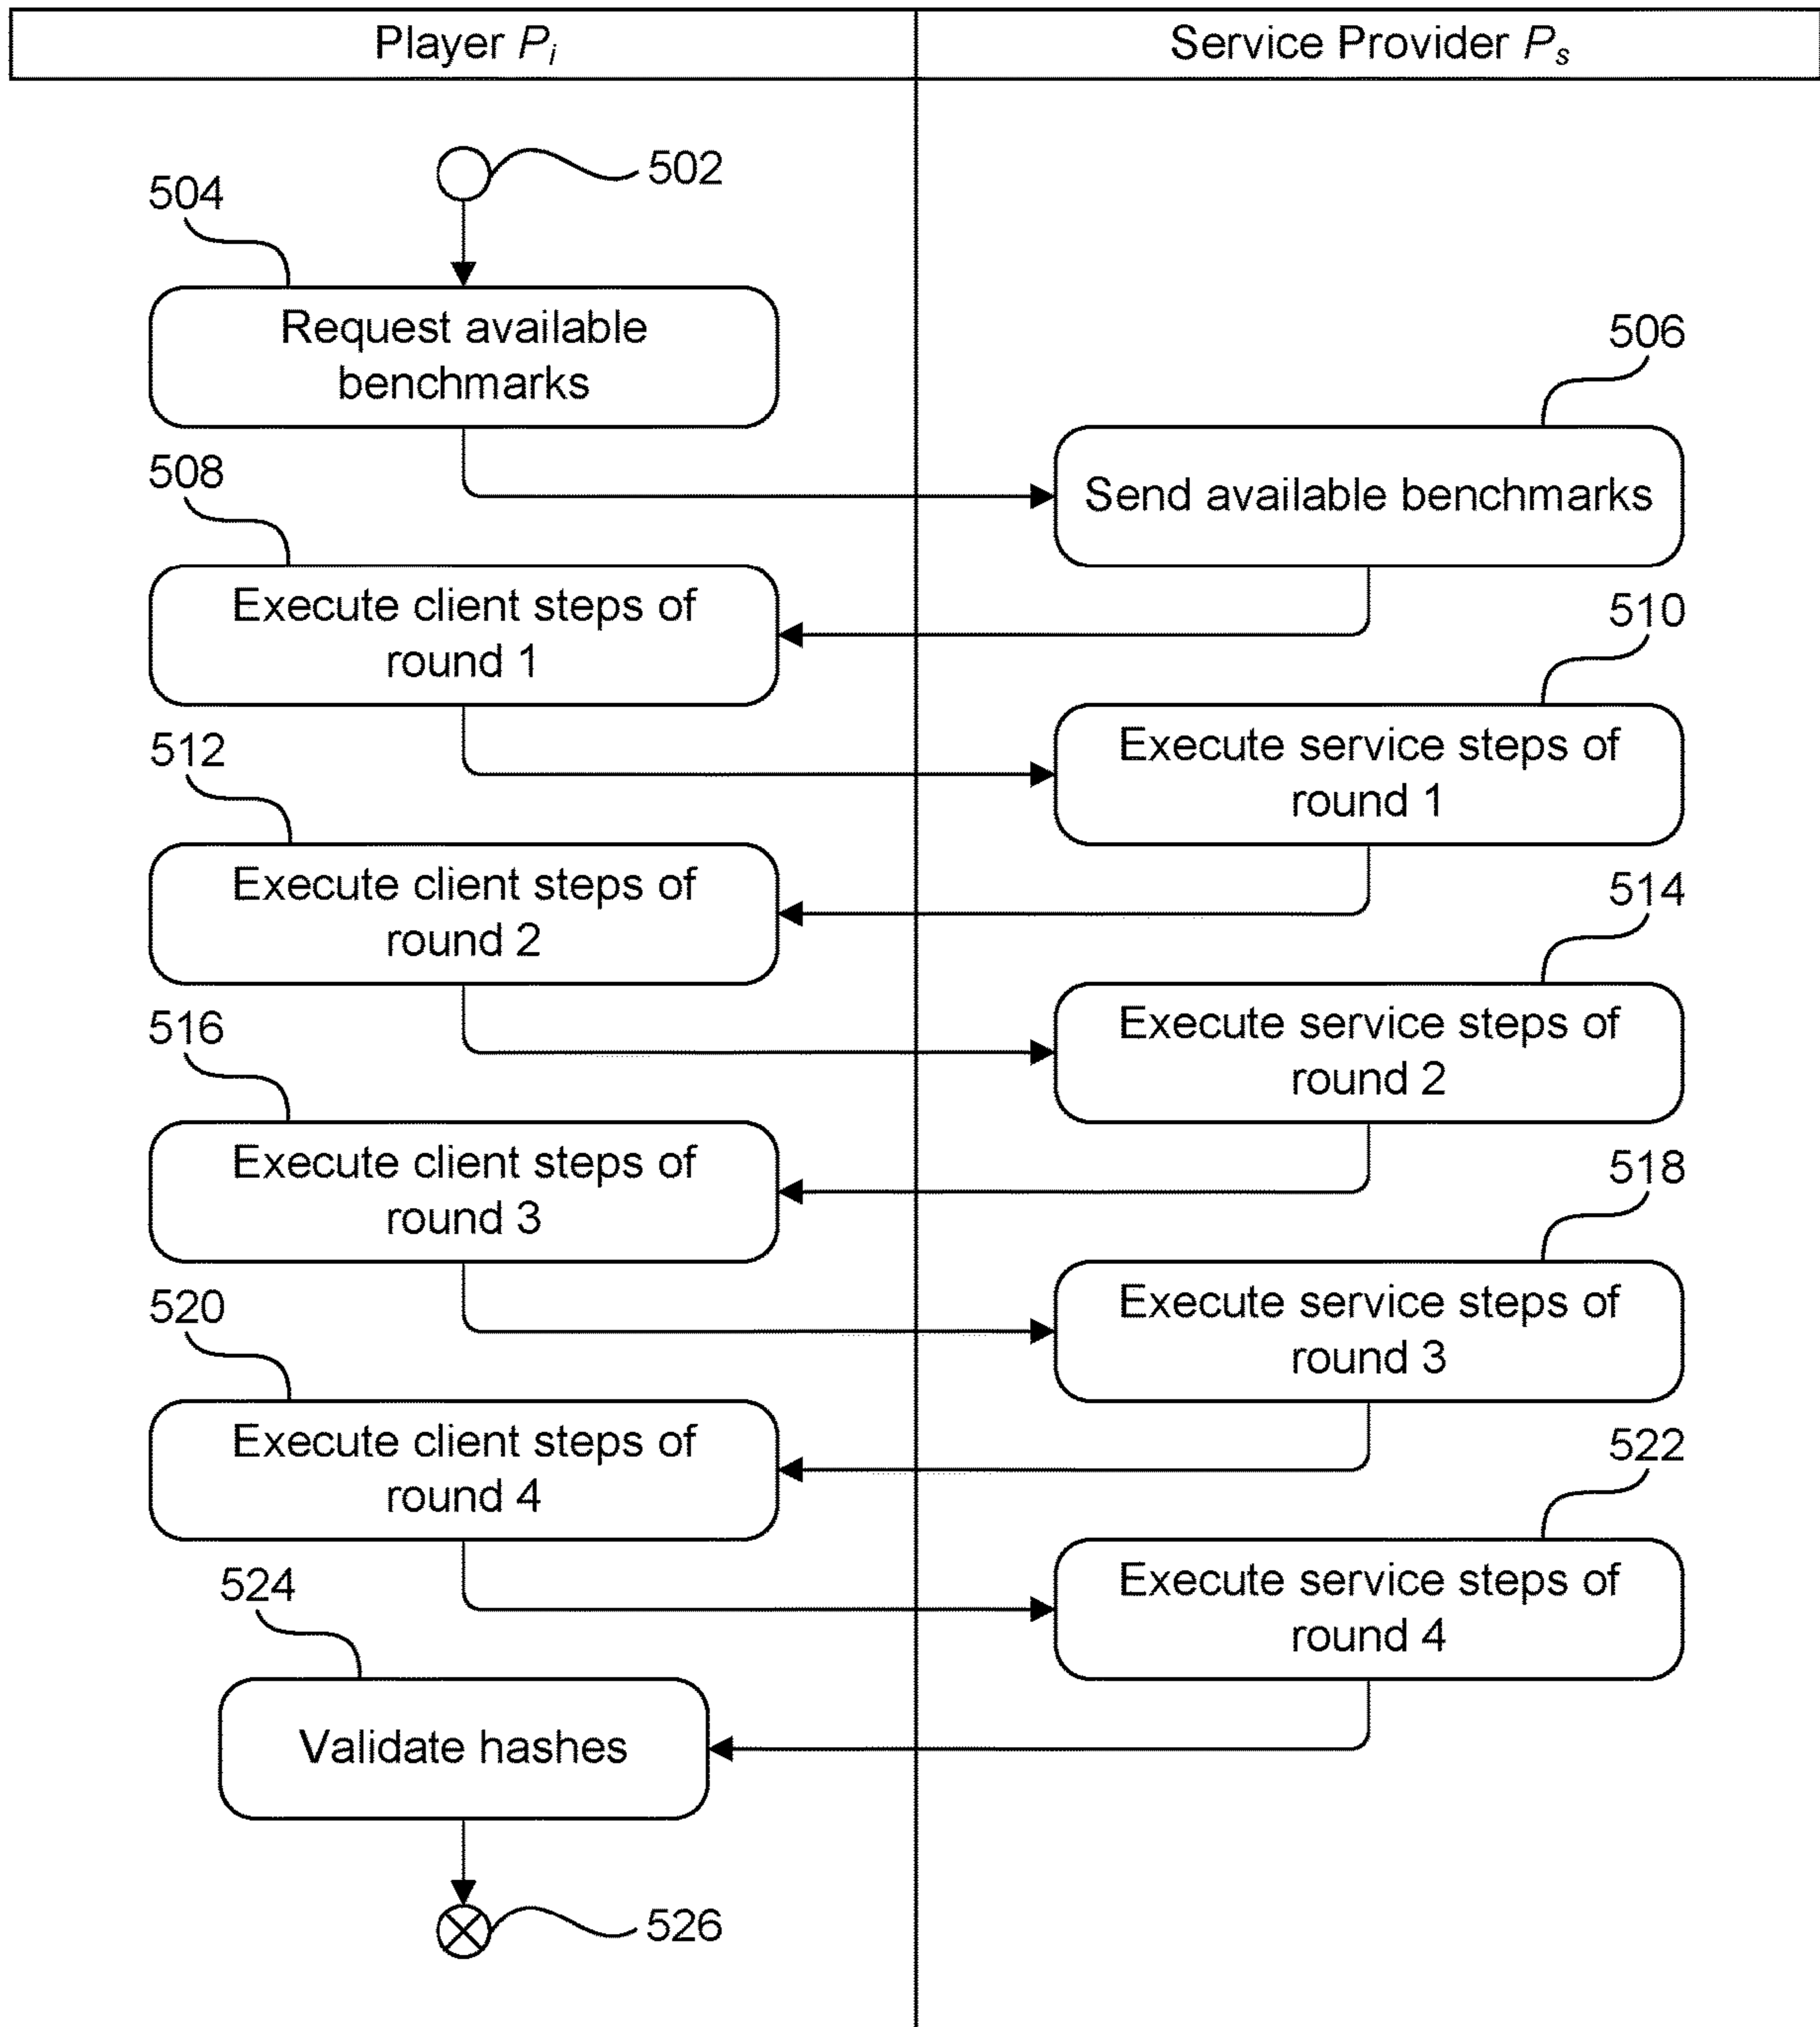 Player Pi
Service Provider Ps
502
504
Request available
benchmarks
506
Send available benchmarks
508
Execute client steps of
round 1
510
Execute service steps of
round 1
512
Execute client steps of
round 2
514
Execute service steps of
round 2
516
Execute client steps of
round 3
518
Execute service steps of
round 3
520
Execute client steps of
round 4
522
Execute service steps of
round 4
524
Validate hashes
526